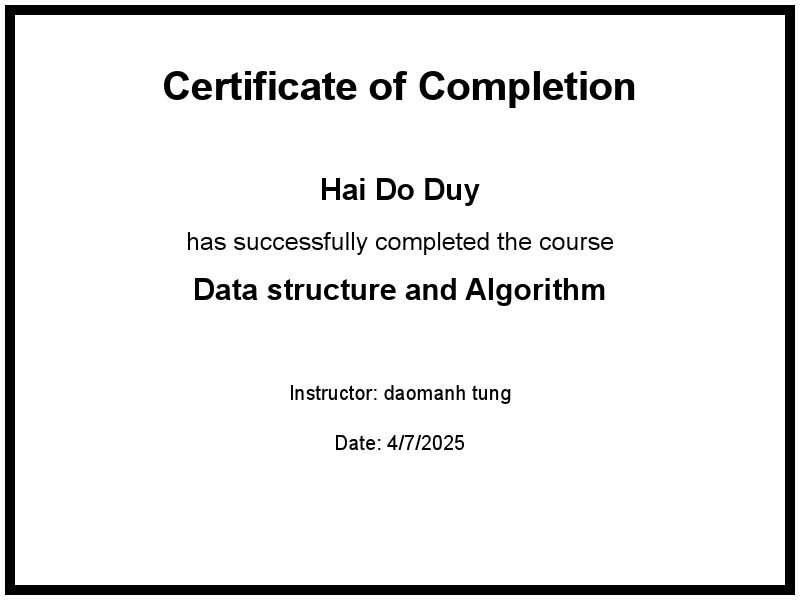 Certificate of Completion
Hai Do Duy
has successfully completed the course
Data structure and Algorithm
Instructor: daomanh tung
Date: 4/7/2025